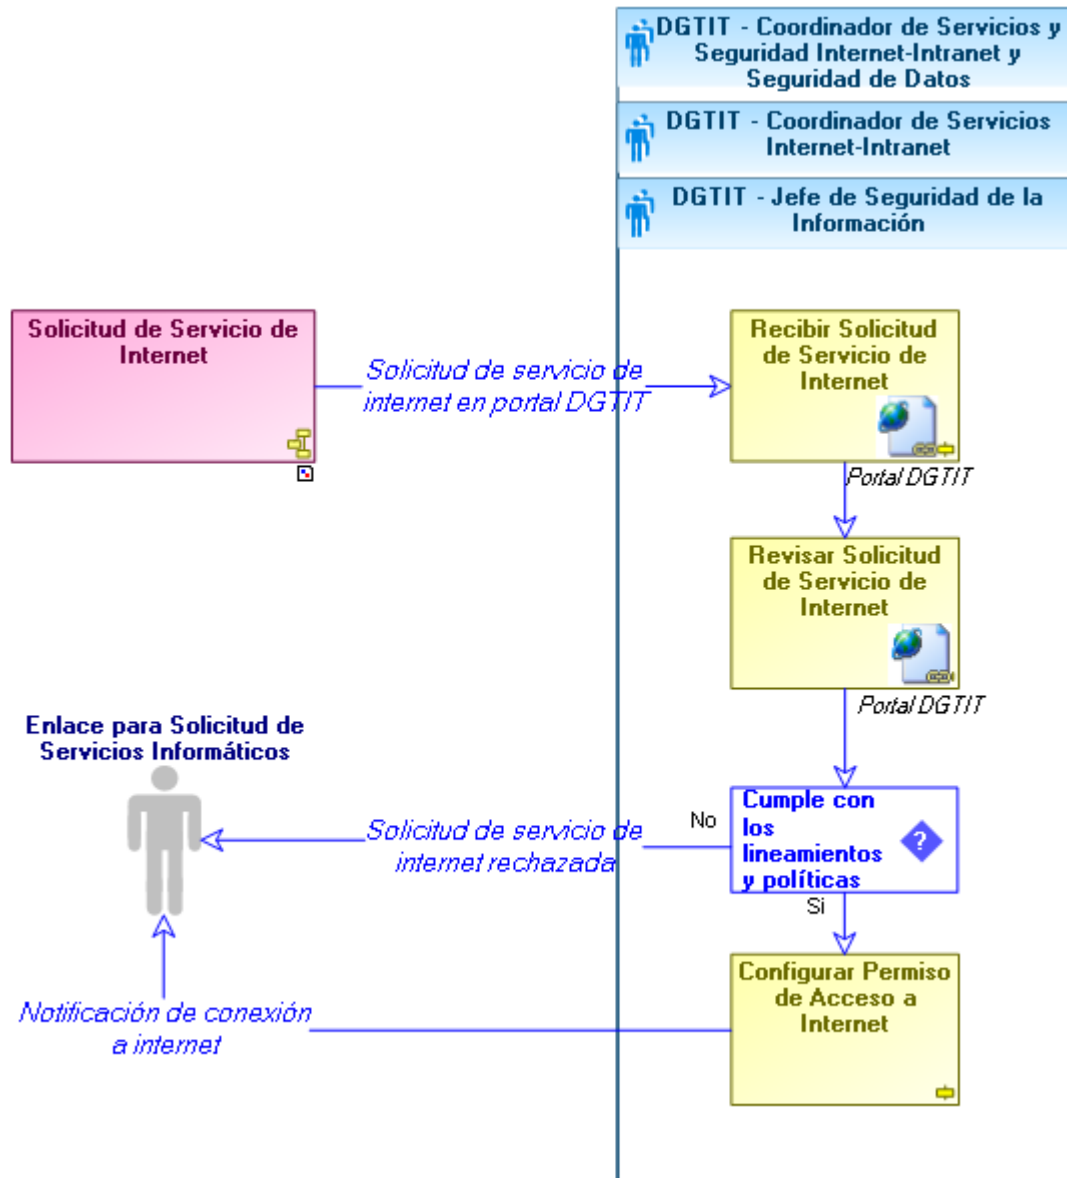 DGTIT - Coordinador de Servicios y
Seguridad Internet-Intranet y
Seguridad de Datos
DGTIT - Coordinador de Servicios
Internet-Intranet
DGTIT - Jefe de Seguridad de la
Información
Solicitud de Servicio de
Internet
Solicitud de servicio de
internet en portal DGTIT
Recibir Solicitud
de Servicio de
Internet
Portal DGTIT
Revisar Solicitud
de Servicio de
Internet
Portal DGTIT
Enlace para Solicitud de
Servicios Informáticos
Solicitud de servicio de
internet rechazada
No
Cumple con
los
lineamientos
y políticas
?
Si
Configurar Permiso
de Acceso a
Internet
Notificación de conexión
a internet